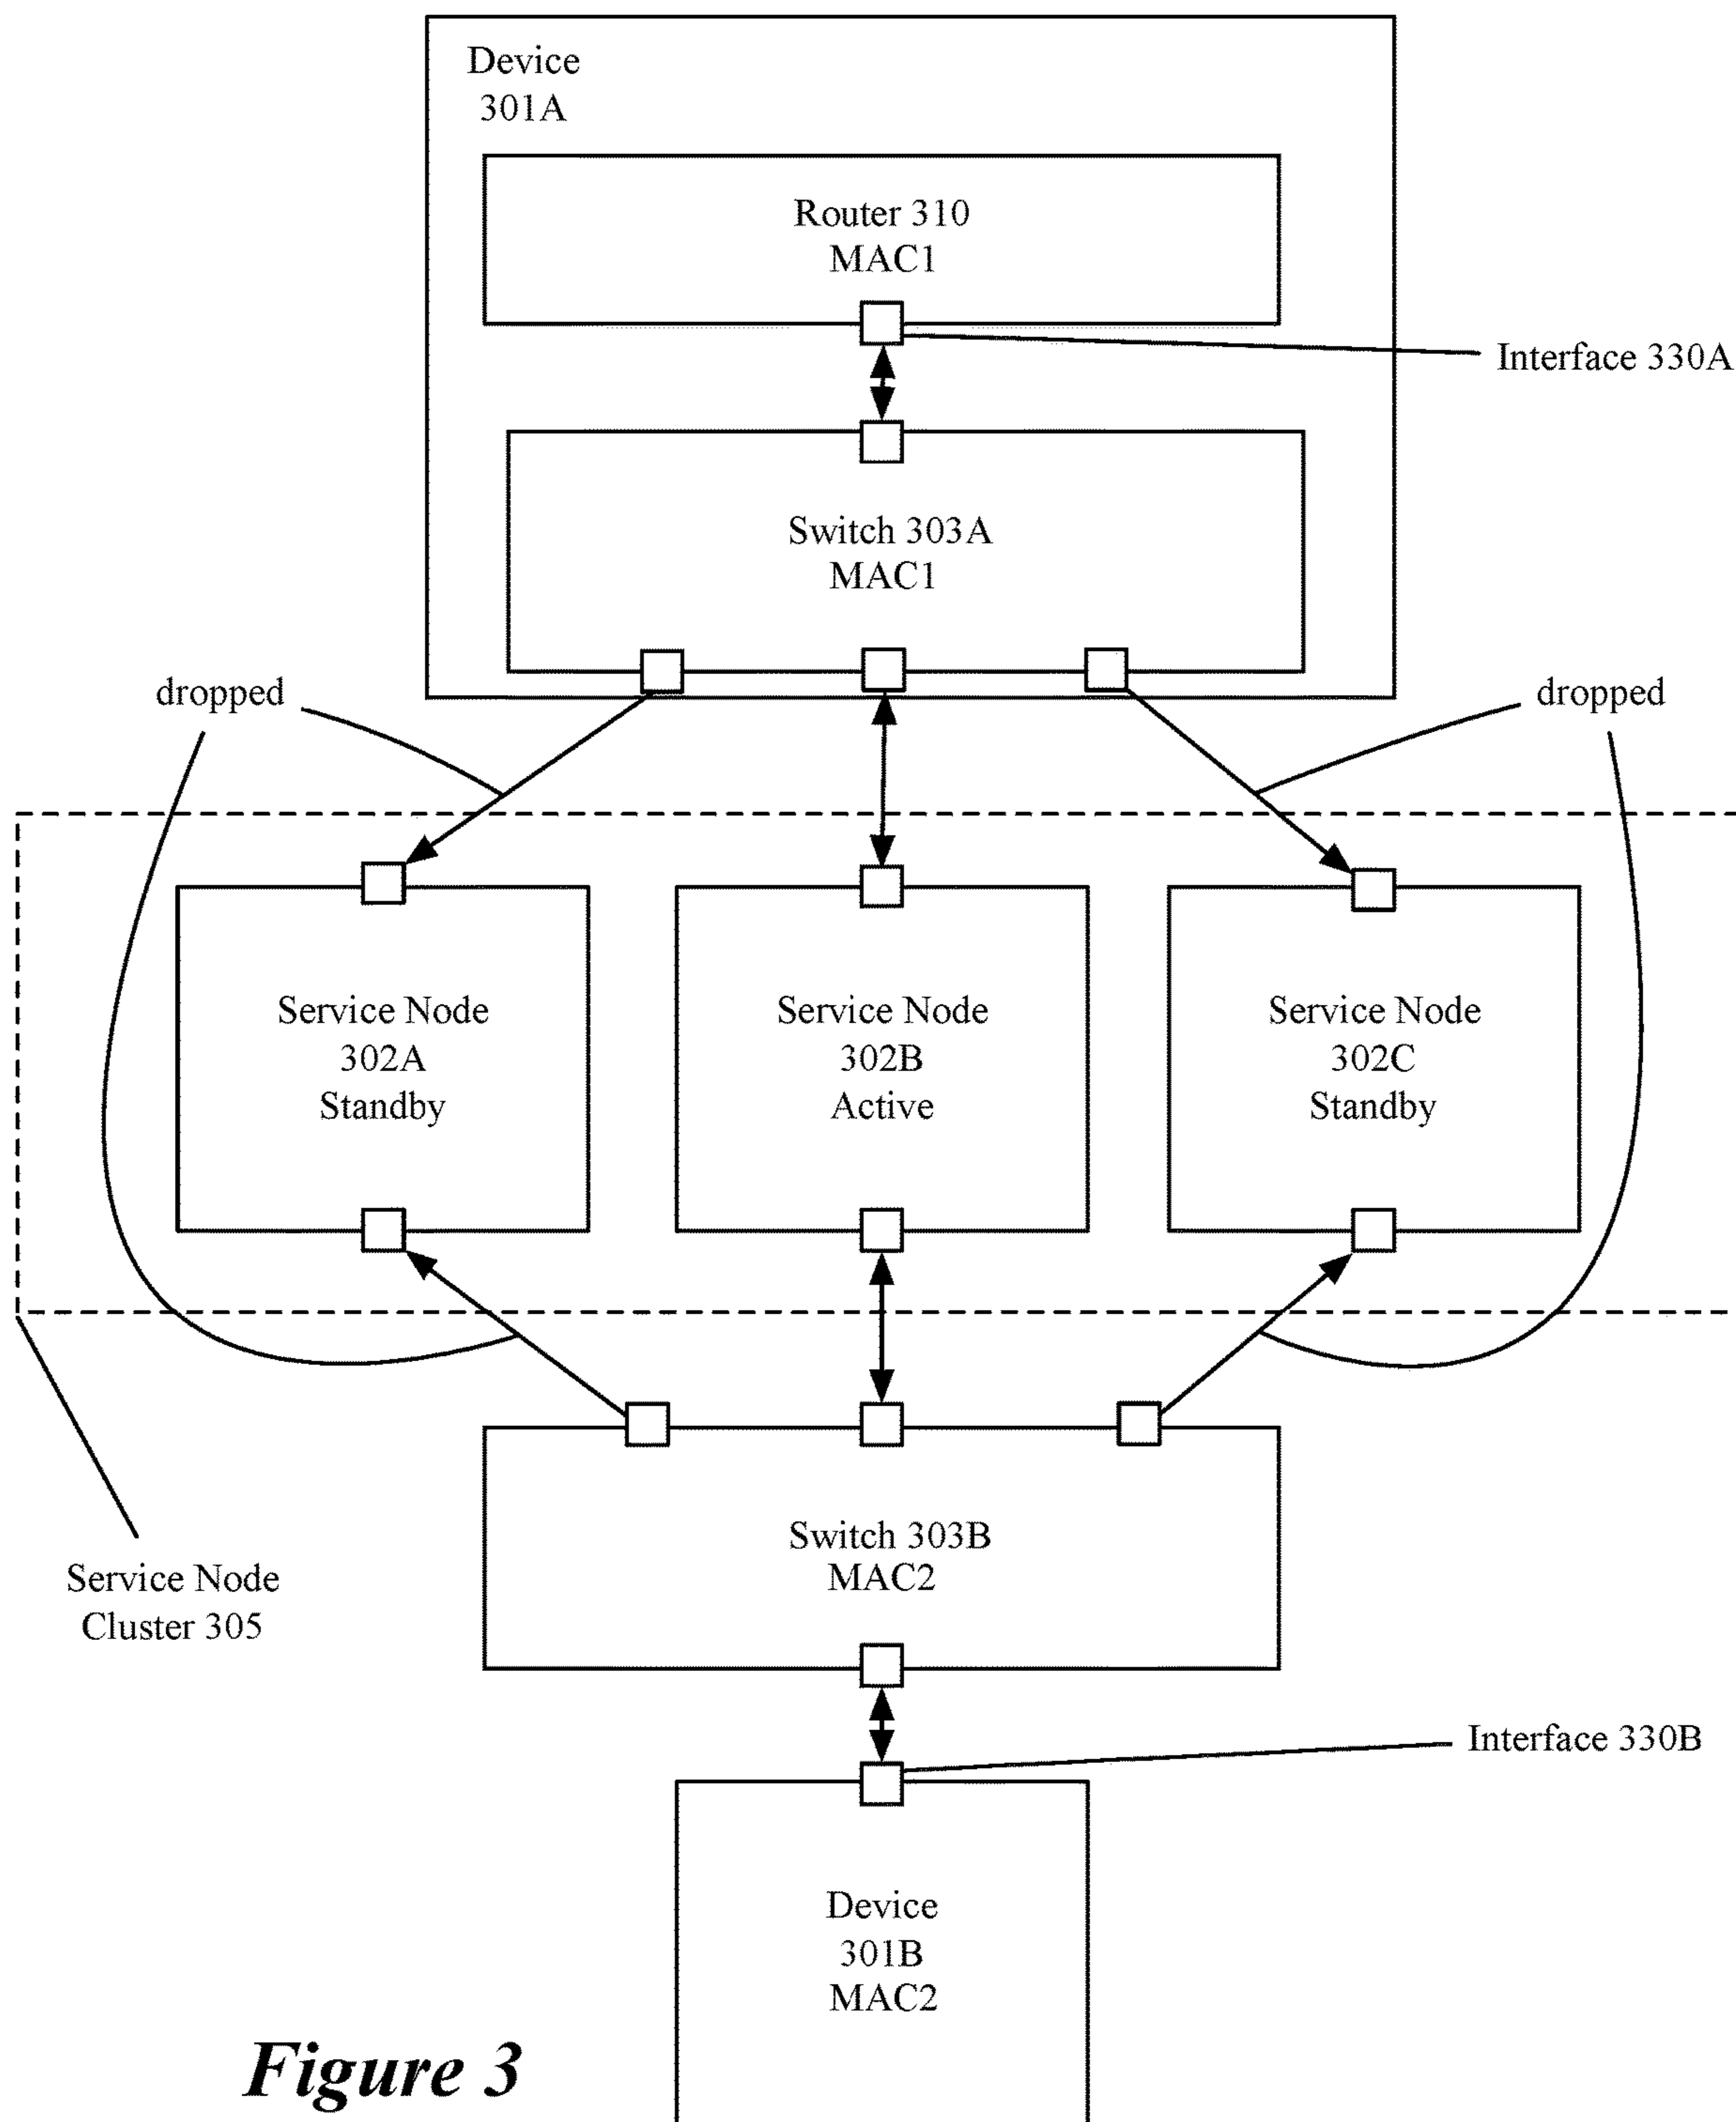 Device
301A
Router 310
MAC1
Interface 330A
Switch 303A
MAC1
dropped
dropped
Service Node
302A
Standby
Service Node
302B
Active
Service Node
302C
Standby
Switch 303B
MAC2
Service Node
Cluster 305
Interface 330B
Device
301B
MAC2
Figure 3